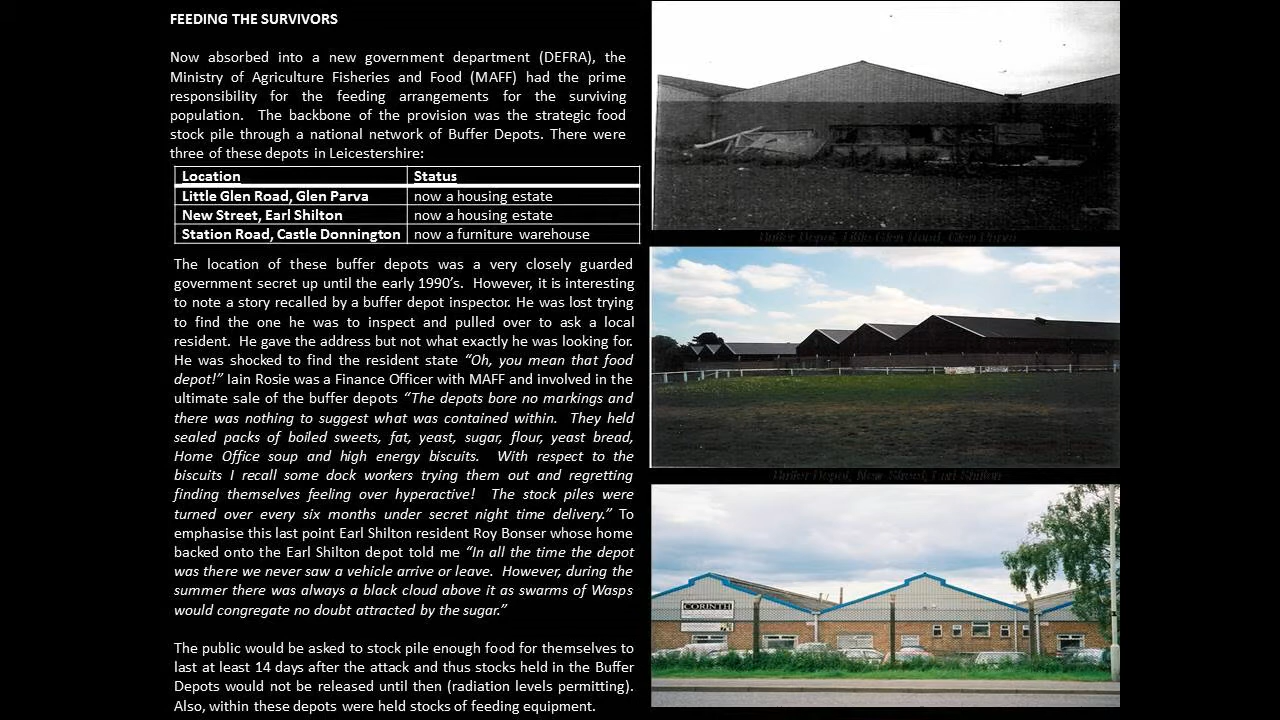 FEEDING THE SURVIVORS
Now absorbed into a new government department (DEFRA), the
Ministry of Agriculture Fisheries and Food (MAFF) had the prime
responsibility for the feeding arrangements for the surviving
population. The backbone of the provision was the strategic food
stock pile through a national network of Buffer Depots. There were
three of these depots in Leicestershire:
Location Status
Little Glen Road, Glen Parva now a housing estate
New Street, Earl Shilton now a housing estate
Station Road, Castle Donnington now a furniture warehouse
The location of these buffer depots was a very closely guarded
government secret up until the early 1990’s. However, it is interesting
to note a story recalled by a buffer depot inspector. He was lost trying
to find the one he was to inspect and pulled over to ask a local
resident. He gave the address but not what exactly he was looking for.
He was shocked to find the resident state “Oh, you mean that food
depot!” Iain Rosie was a Finance Officer with MAFF and involved in the
ultimate sale of the buffer depots “The depots bore no markings and
there was nothing to suggest what was contained within. They held
sealed packs of boiled sweets, fat, yeast, sugar, flour, yeast bread,
Home Office soup and high energy biscuits. With respect to the
biscuits I recall some dock workers trying them out and regretting
finding themselves feeling over hyperactive! The stock piles were
turned over every six months under secret night time delivery.” To
emphasise this last point Earl Shilton resident Roy Bonser whose home
backed onto the Earl Shilton depot told me “In all the time the depot
was there we never saw a vehicle arrive or leave. However, during the
summer there was always a black cloud above it as swarms of Wasps
would congregate no doubt attracted by the sugar.”
The public would be asked to stock pile enough food for themselves to
last at least 14 days after the attack and thus stocks held in the Buffer
Depots would not be released until then (radiation levels permitting).
Also, within these depots were held stocks of feeding equipment.
Buffer Depot, Little Glen Road, Glen Parva
Buffer Depot, New Street, Earl Shilton
CORINTH